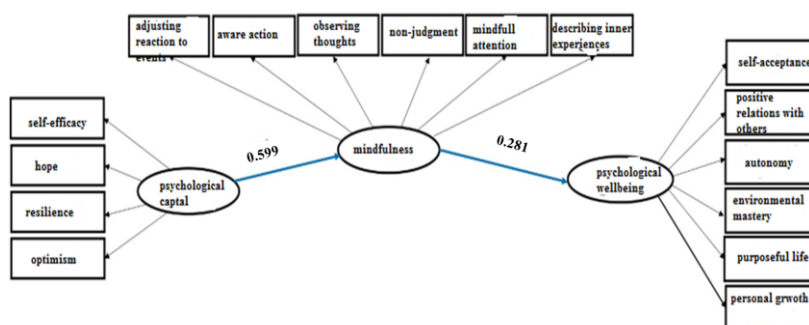 adjusting
reaction to
events
aware action
observing
thoughts
non-judgment
mindfull
attention
describing inner
experiences
self-efficacy
hope
resilience
optimism
psychological
captal
0.599
mindfulness
0.281
psychological
wellbeing
self-acceptance
positive
relations with
others
autonomy
environmental
mastery
purposeful life
personal grwoth